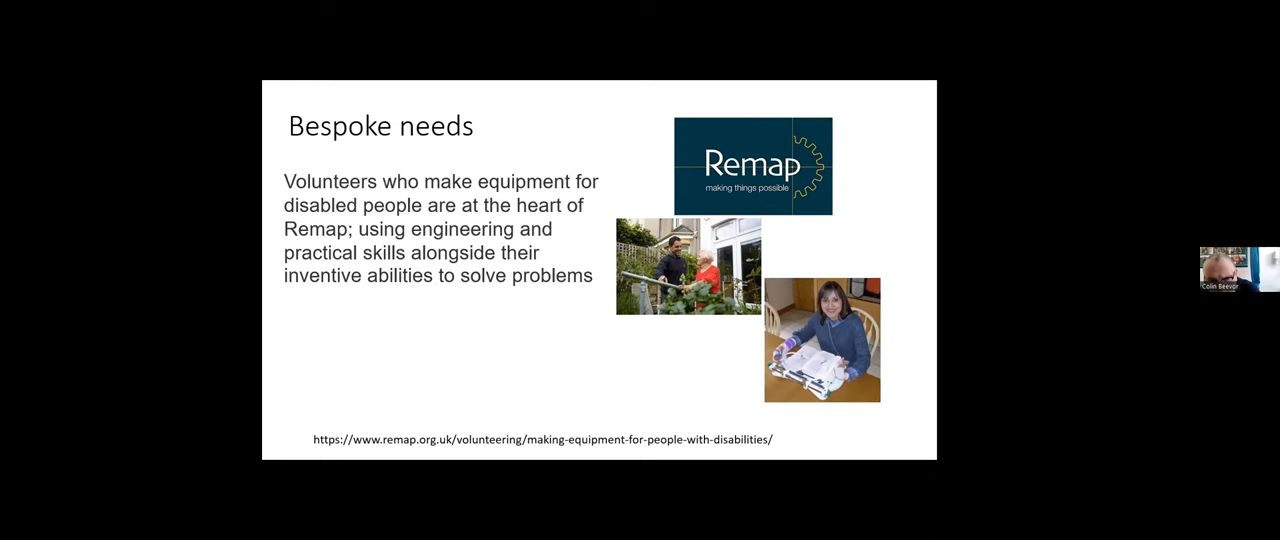 Bespoke needs
Volunteers who make equipment for
disabled people are at the heart of
Remap; using engineering and
practical skills alongside their
inventive abilities to solve problems
Remap
making things possible
https://www.remap.org.uk/volunteering/making-equipment-for-people-with-disabilities/
Colin Beevor